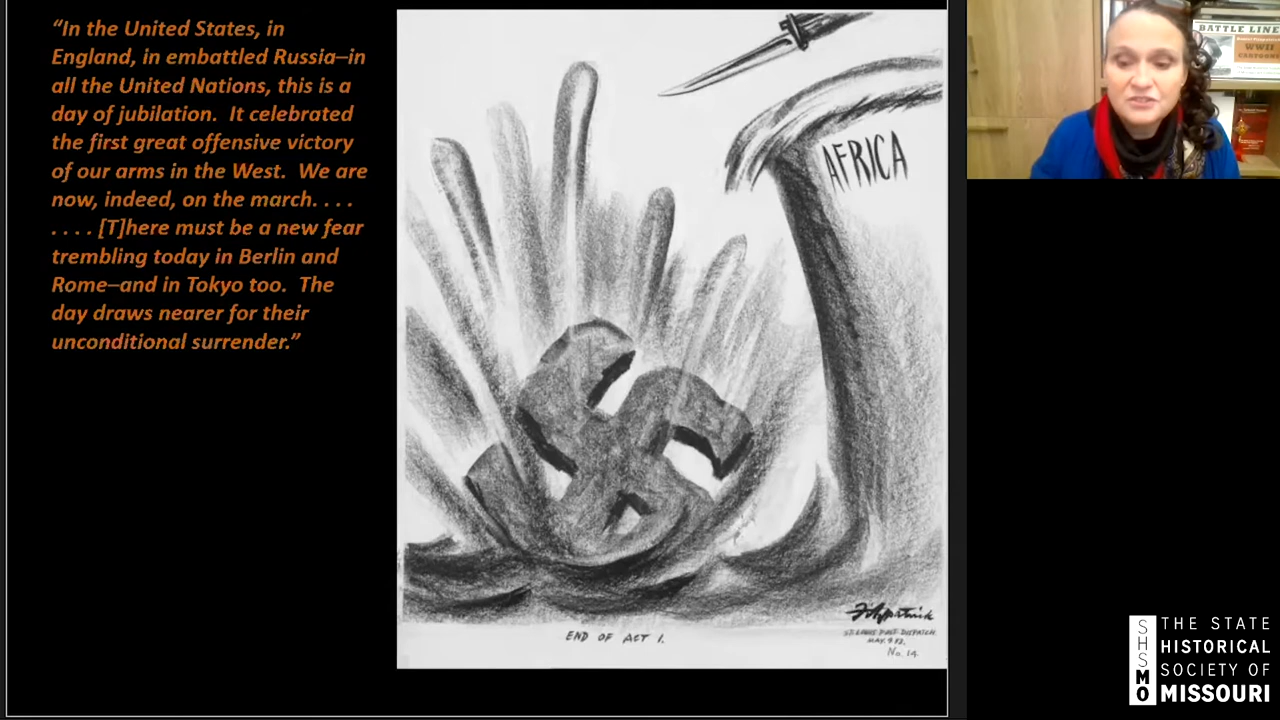 “In the United States, in
England, in embattled Russia–in
all the United Nations, this is a
day of jubilation.  It celebrated
the first great offensive victory
of our arms in the West.  We are
now, indeed, on the march. . . .
. . . . [T]here must be a new fear
trembling today in Berlin and
Rome–and in Tokyo too.  The
day draws nearer for their
unconditional surrender.”
AFRICA
END OF ACT 1.
Fitzpatrick
ST. LOUIS POST-DISPATCH
No. 14
BATTLE LINE
WWII
CARTOONS
SHSMO
THE STATE
HISTORICAL
SOCIETY OF
MISSOURI